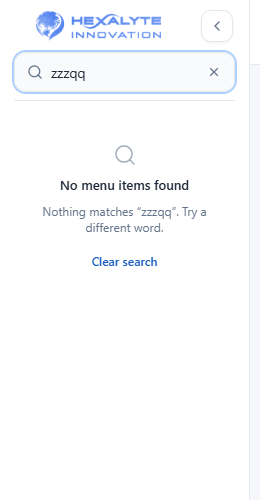 HEXALYTE
INNOVATION
zzzqq
No menu items found
Nothing matches “zzzqq”. Try a
different word.
Clear search